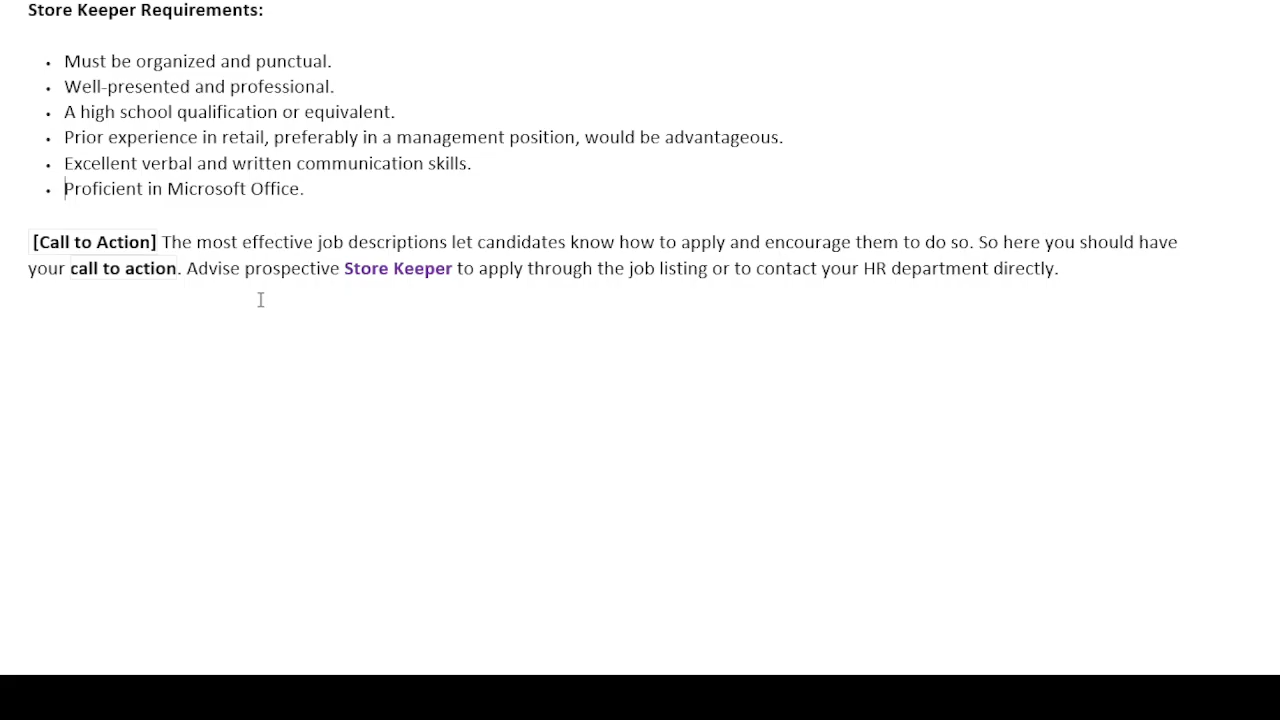 Store Keeper Requirements:
• Must be organized and punctual.
• Well-presented and professional.
• A high school qualification or equivalent.
• Prior experience in retail, preferably in a management position, would be advantageous.
• Excellent verbal and written communication skills.
• Proficient in Microsoft Office.
[Call to Action] The most effective job descriptions let candidates know how to apply and encourage them to do so. So here you should have
your call to action. Advise prospective Store Keeper to apply through the job listing or to contact your HR department directly.